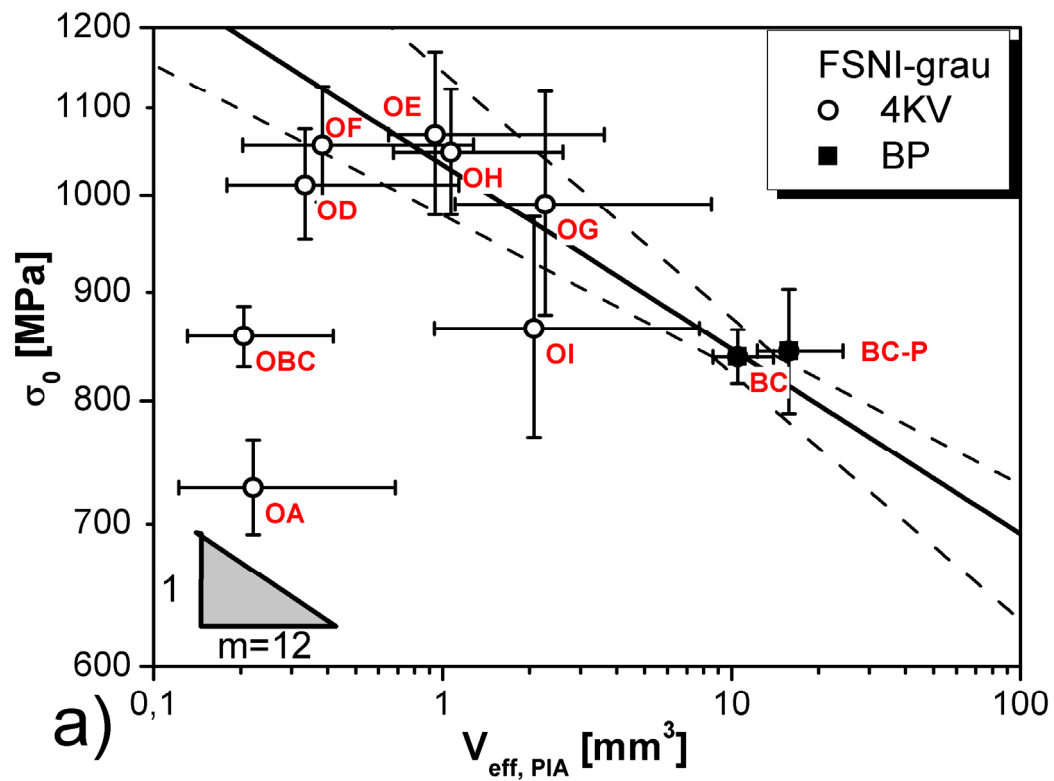 1200
1100
1000
900
800
700
600
σ0 [MPa]
FSNI-grau
4KV
BP
OE
OF
OH
OD
OG
OBC
OI
BC
BC-P
OA
1
m=12
0,1
1
10
100
a)
Veff, PIA [mm³]